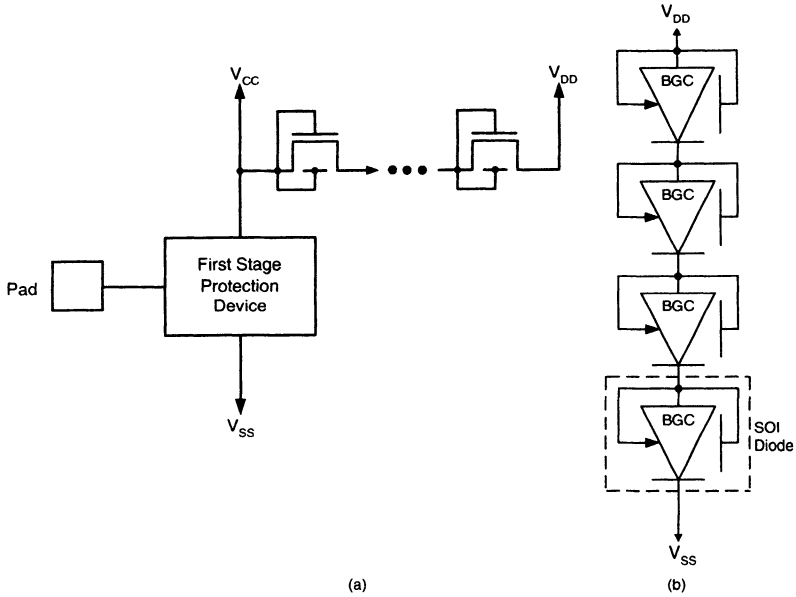 V_CC
V_DD
Pad
First Stage
Protection
Device
V_SS
(a)
V_DD
BGC
BGC
BGC
BGC
SOI
Diode
V_SS
(b)